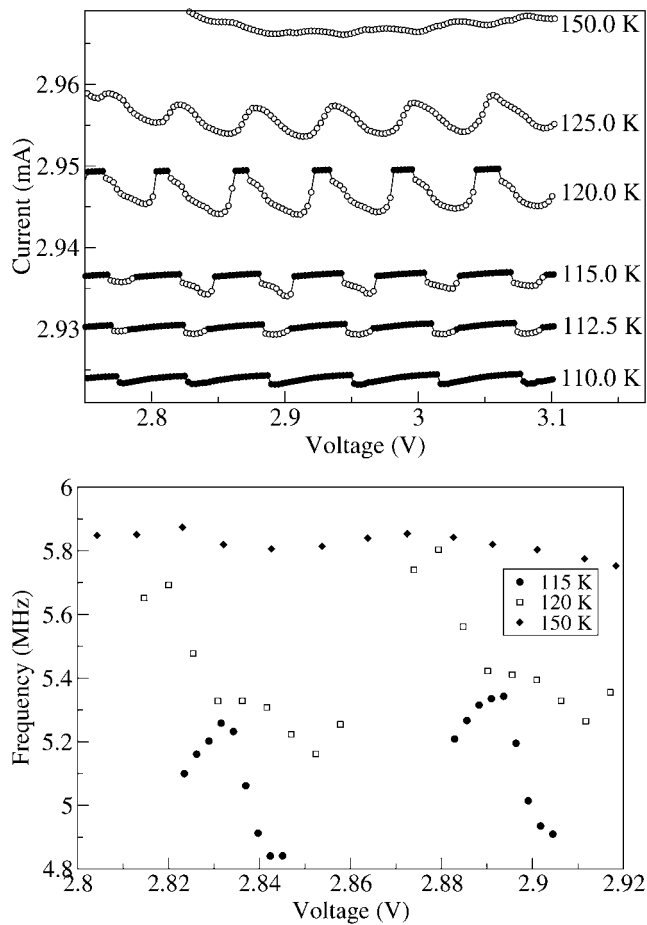 150.0 K
2.96
125.0 K
2.95
120.0 K
Current (mA)
2.94
115.0 K
2.93
112.5 K
110.0 K
2.8 2.9 3 3.1
Voltage (V)
6
5.8
115 K
120 K
150 K
5.6
Frequency (MHz)
5.4
5.2
5
4.8
2.8 2.82 2.84 2.86 2.88 2.9 2.92
Voltage (V)